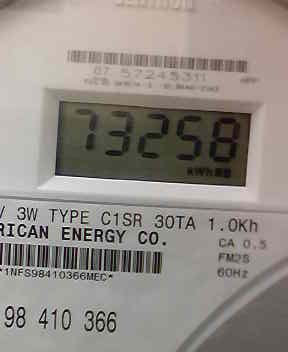 07 57245311
73258
kWh
V 3W TYPE C1SR 30TA 1.0Kh
RICAN ENERGY CO.
CA 0.5
FM2S
60Hz
*1NFS98410366MEC*
98 410 366